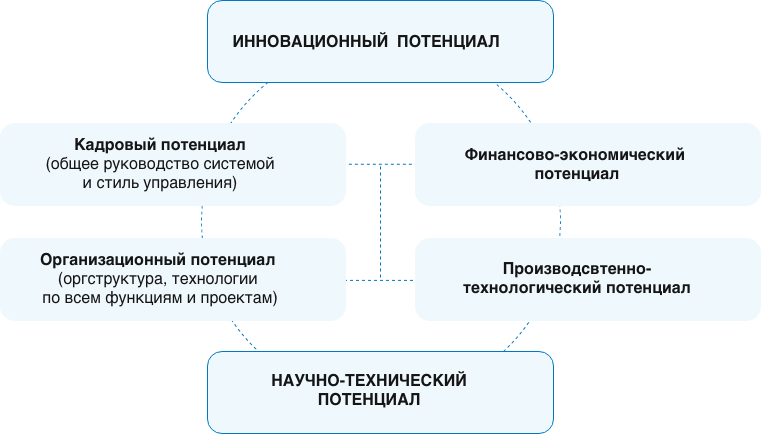 ИННОВАЦИОННЫЙ ПОТЕНЦИАЛ
Кадровый потенциал
(общее руководство системой
и стиль управления)
Финансово-экономический
потенциал
Организационный потенциал
(оргструктура, технологии
по всем функциям и проектам)
Производсвтенно-
технологический потенциал
НАУЧНО-ТЕХНИЧЕСКИЙ
ПОТЕНЦИАЛ